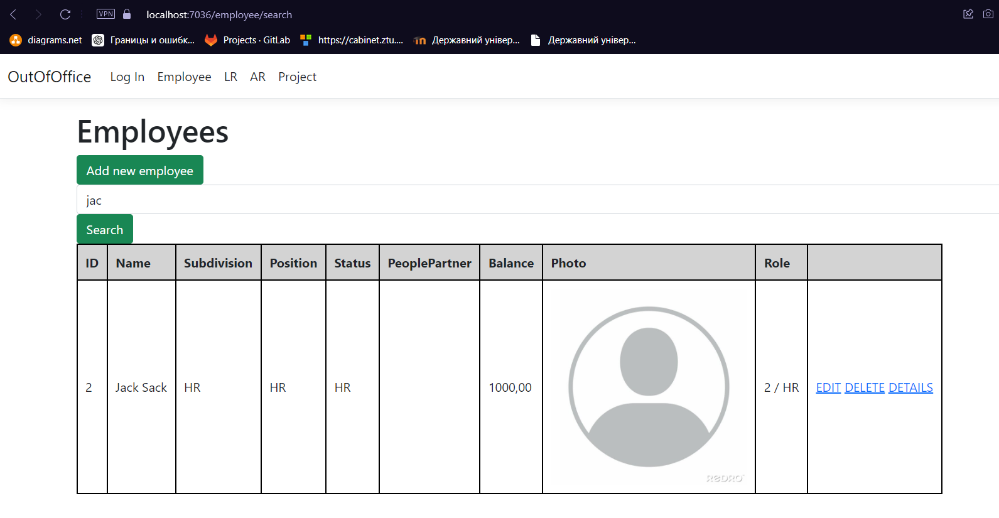 VPN localhost:7036/employee/search
diagrams.net Границы и ошибк... Projects · GitLab https://cabinet.ztu.... Державний універ... Державний універ...
OutOfOffice Log In Employee LR AR Project
Employees
Add new employee
jac
Search
ID Name Subdivision Position Status PeoplePartner Balance Photo Role
2 Jack Sack HR HR HR 1000,00 2 / HR EDIT DELETE DETAILS
REDRO